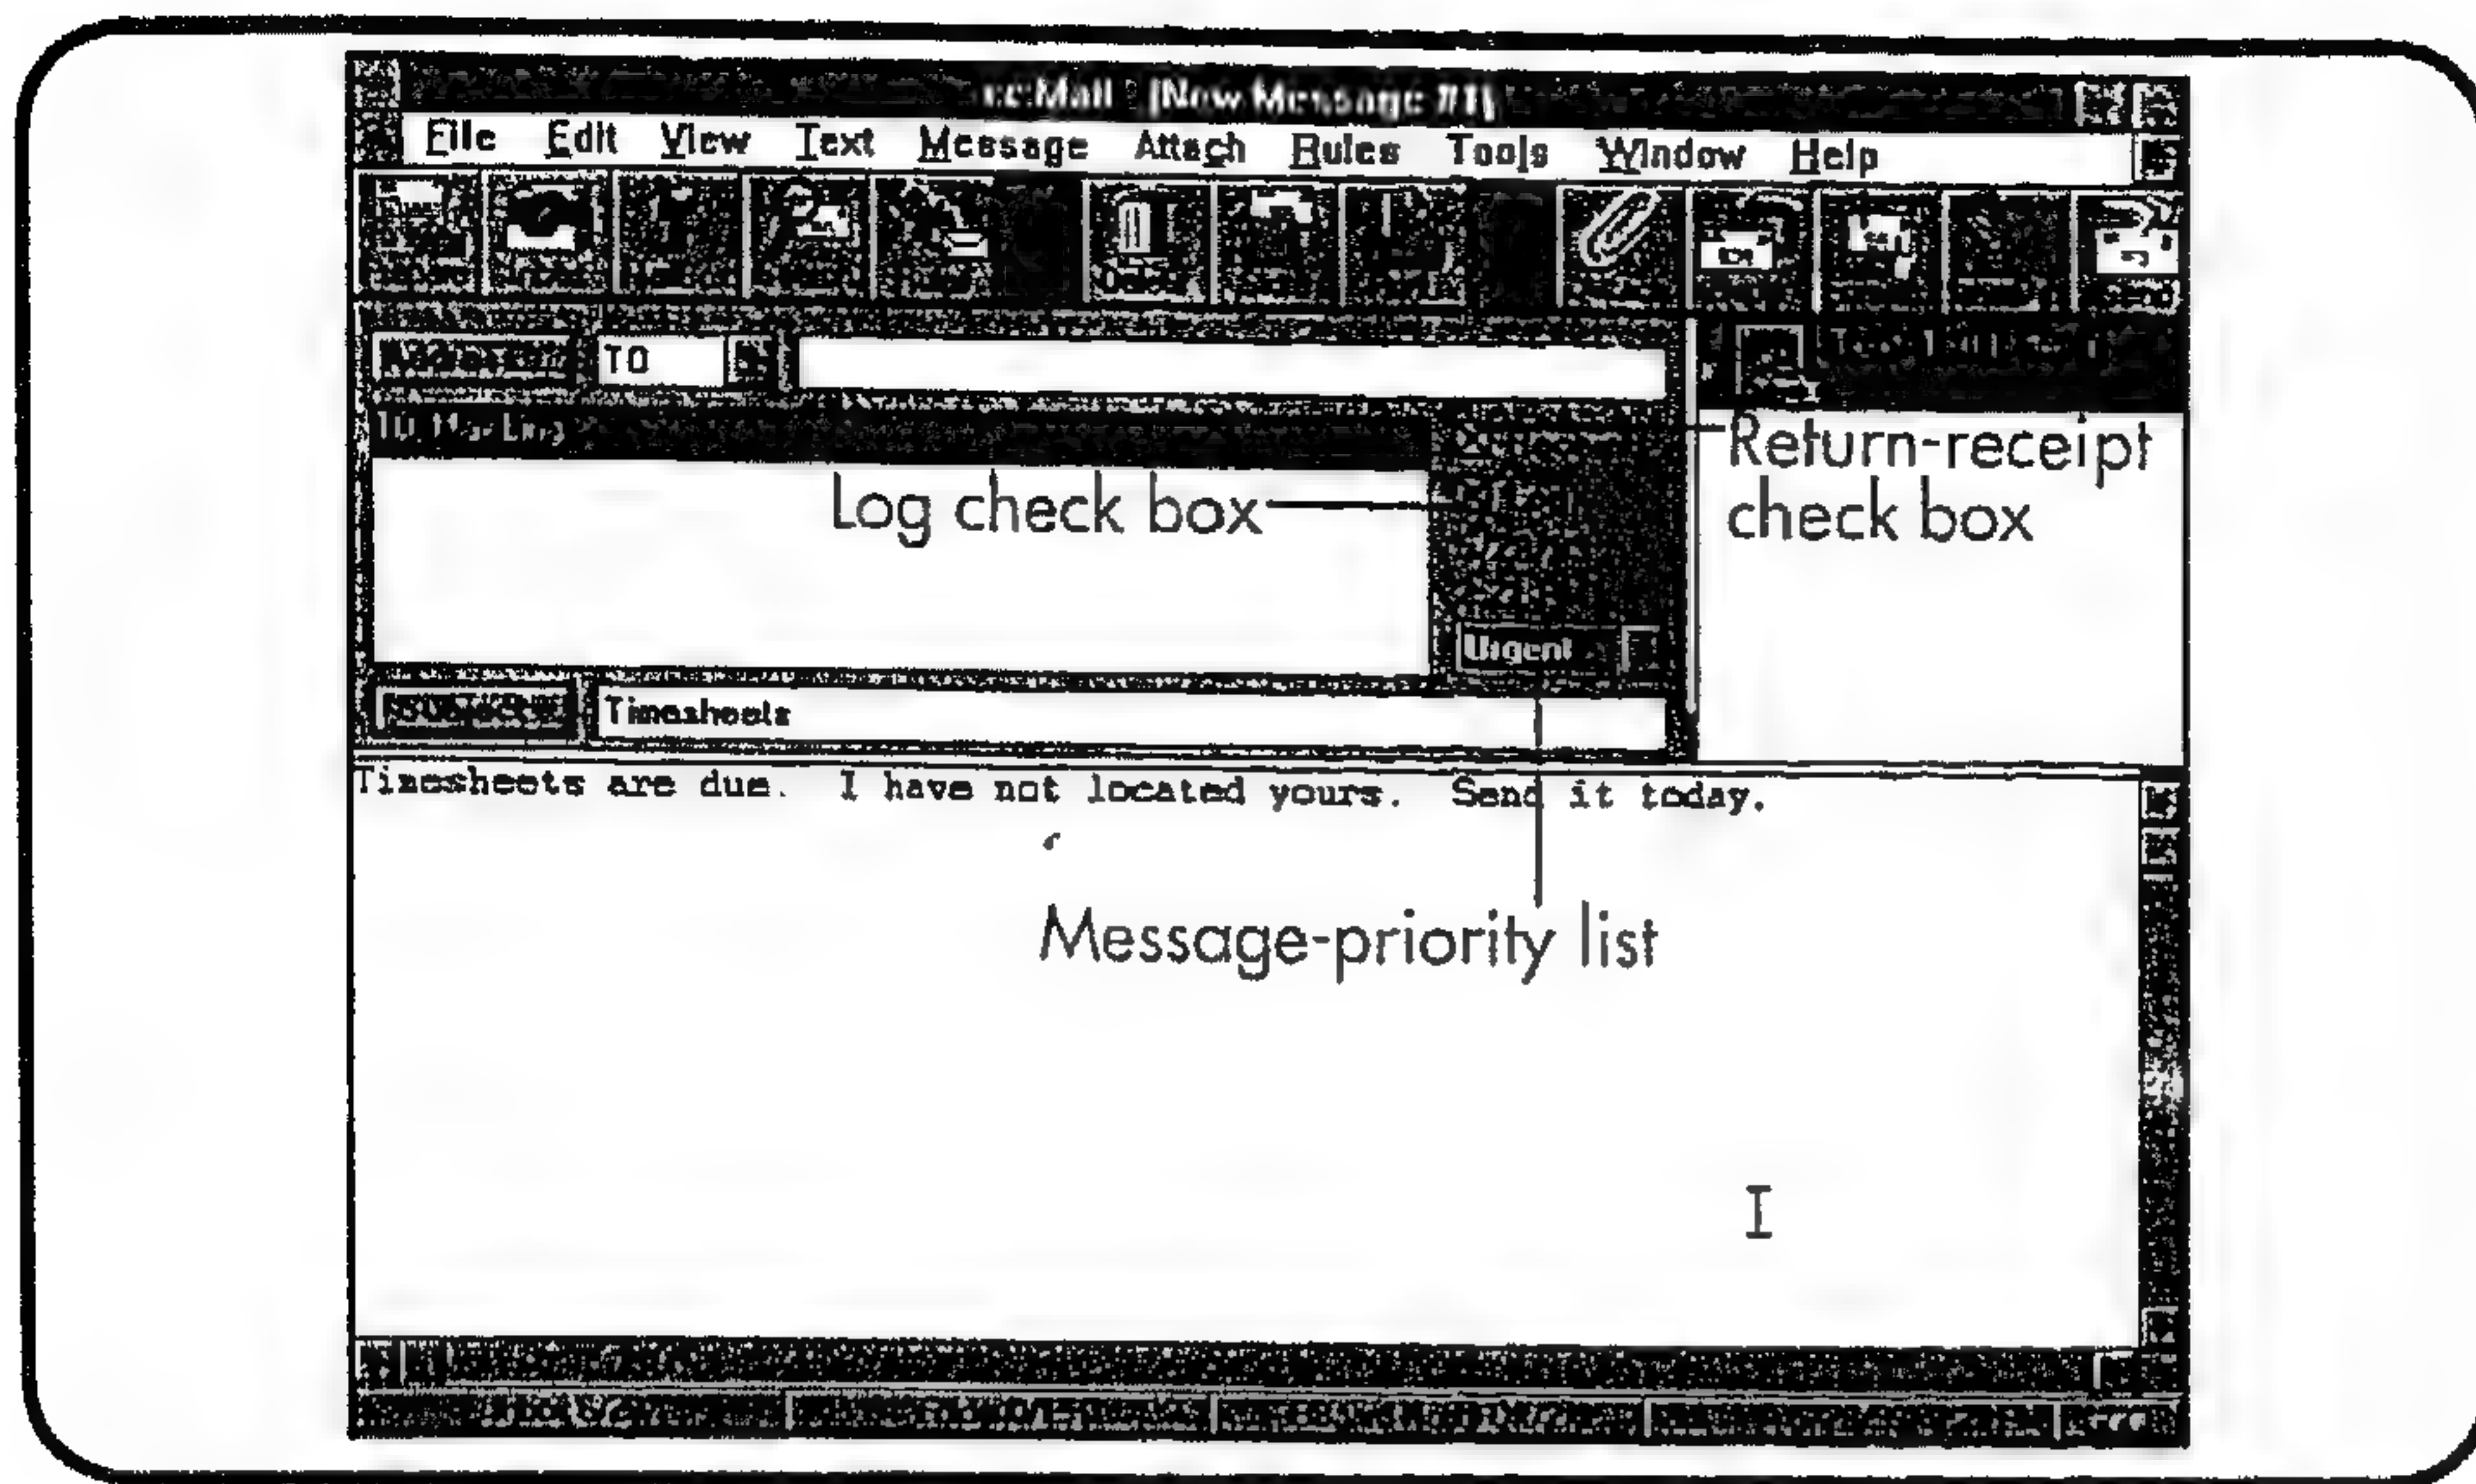 cc:Mail - [New Message #1]
File Edit View Text Message Attach Rules Tools Window Help
TO
Return-receipt
check box
Log check box
Urgent
Timesheets
Timesheets are due. I have not located yours. Send it today.
Message-priority list